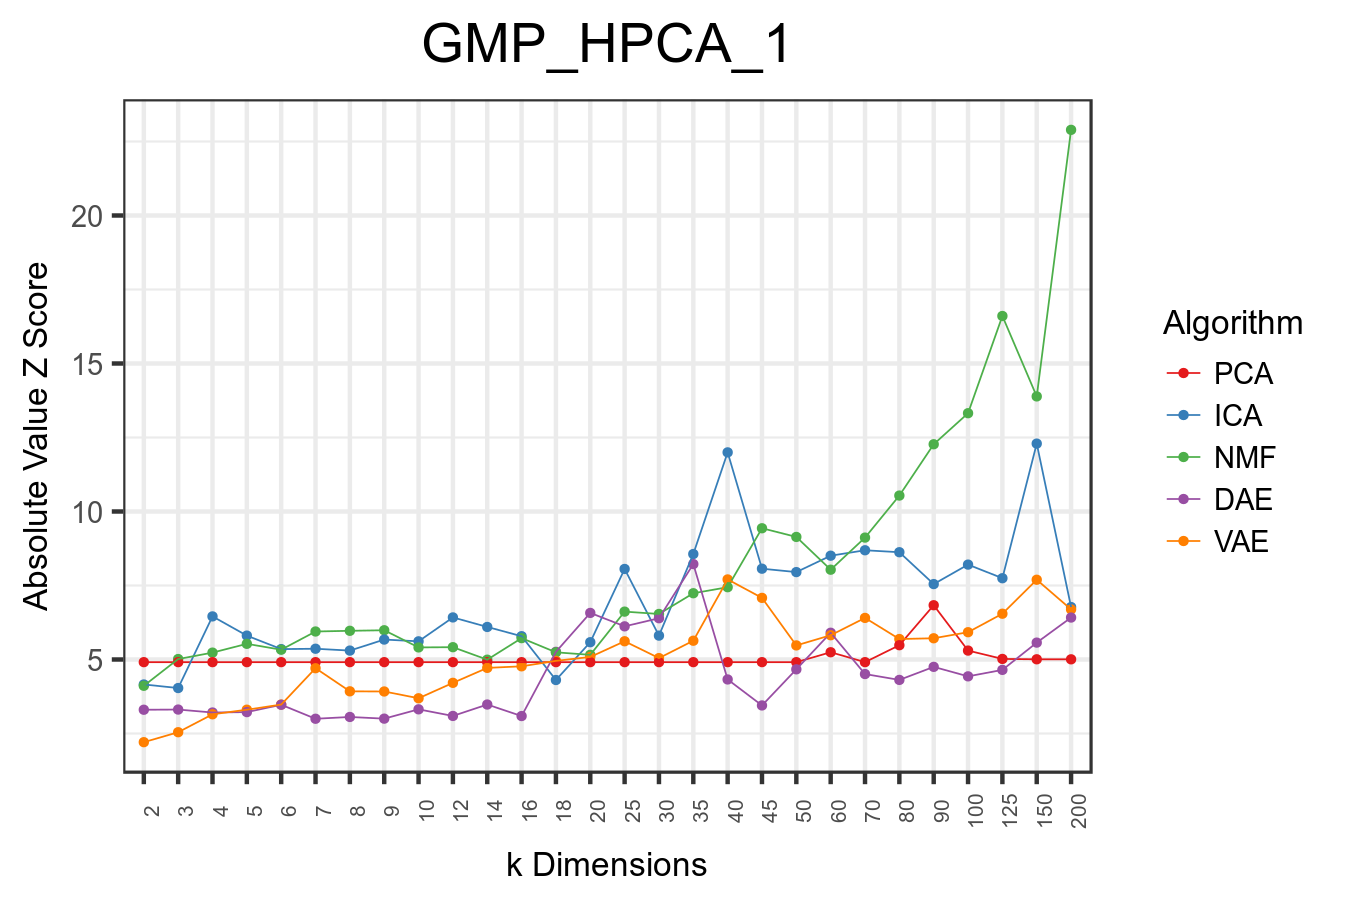 GMP_HPCA_1
Absolute Value Z Score
20
15
10
5
2 3 4 5 6 7 8 9 10 12 14 16 18 20 25 30 35 40 45 50 60 70 80 90 100 125 150 200
k Dimensions
Algorithm
PCA
ICA
NMF
DAE
VAE